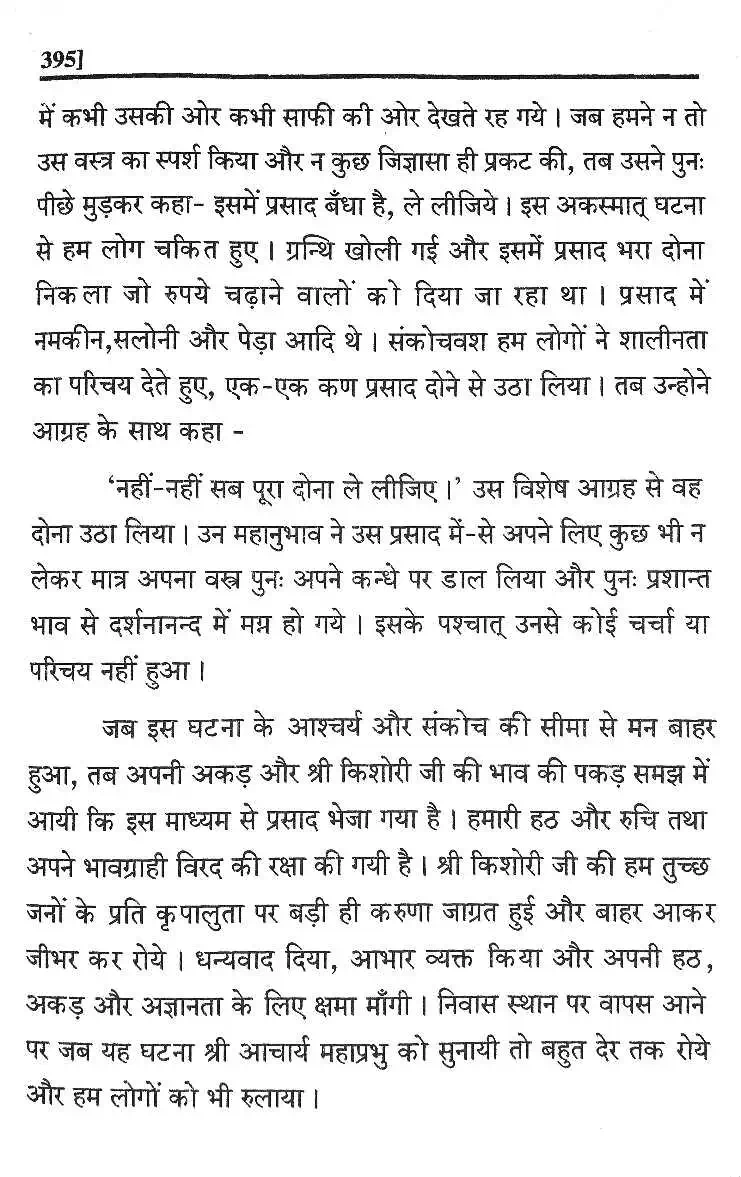 395]
में कभी उसकी ओर कभी साफी की ओर देखते रह गये । जब हमने न तो
उस वस्त्र का स्पर्श किया और न कुछ जिज्ञासा ही प्रकट की, तब उसने पुनः
पीछे मुड़कर कहा- इसमें प्रसाद बँधा है, ले लीजिये । इस अकस्मात् घटना
से हम लोग चकित हुए । ग्रन्थि खोली गई और इसमें प्रसाद भरा दोना
निकला जो रुपये चढ़ाने वालों को दिया जा रहा था । प्रसाद में
नमकीन,सलोनी और पेड़ा आदि थे । संकोचवश हम लोगों ने शालीनता
का परिचय देते हुए, एक-एक कण प्रसाद दोने से उठा लिया । तब उन्होने
आग्रह के साथ कहा -
‘नहीं-नहीं सब पूरा दोना ले लीजिए ।’ उस विशेष आग्रह से वह
दोना उठा लिया । उन महानुभाव ने उस प्रसाद में-से अपने लिए कुछ भी न
लेकर मात्र अपना वस्त्र पुनः अपने कन्धे पर डाल लिया और पुनः प्रशान्त
भाव से दर्शनानन्द में मग्न हो गये । इसके पश्चात् उनसे कोई चर्चा या
परिचय नहीं हुआ ।
जब इस घटना के आश्चर्य और संकोच की सीमा से मन बाहर
हुआ, तब अपनी अकड़ और श्री किशोरी जी की भाव की पकड़ समझ में
आयी कि इस माध्यम से प्रसाद भेजा गया है । हमारी हठ और रुचि तथा
अपने भावग्राही विरद की रक्षा की गयी है । श्री किशोरी जी की हम तुच्छ
जनों के प्रति कृपालुता पर बड़ी ही करुणा जाग्रत हुई और बाहर आकर
जीभर कर रोये । धन्यवाद दिया, आभार व्यक्त किया और अपनी हठ,
अकड़ और अज्ञानता के लिए क्षमा माँगी । निवास स्थान पर वापस आने
पर जब यह घटना श्री आचार्य महाप्रभु को सुनायी तो बहुत देर तक रोये
और हम लोगों को भी रुलाया ।